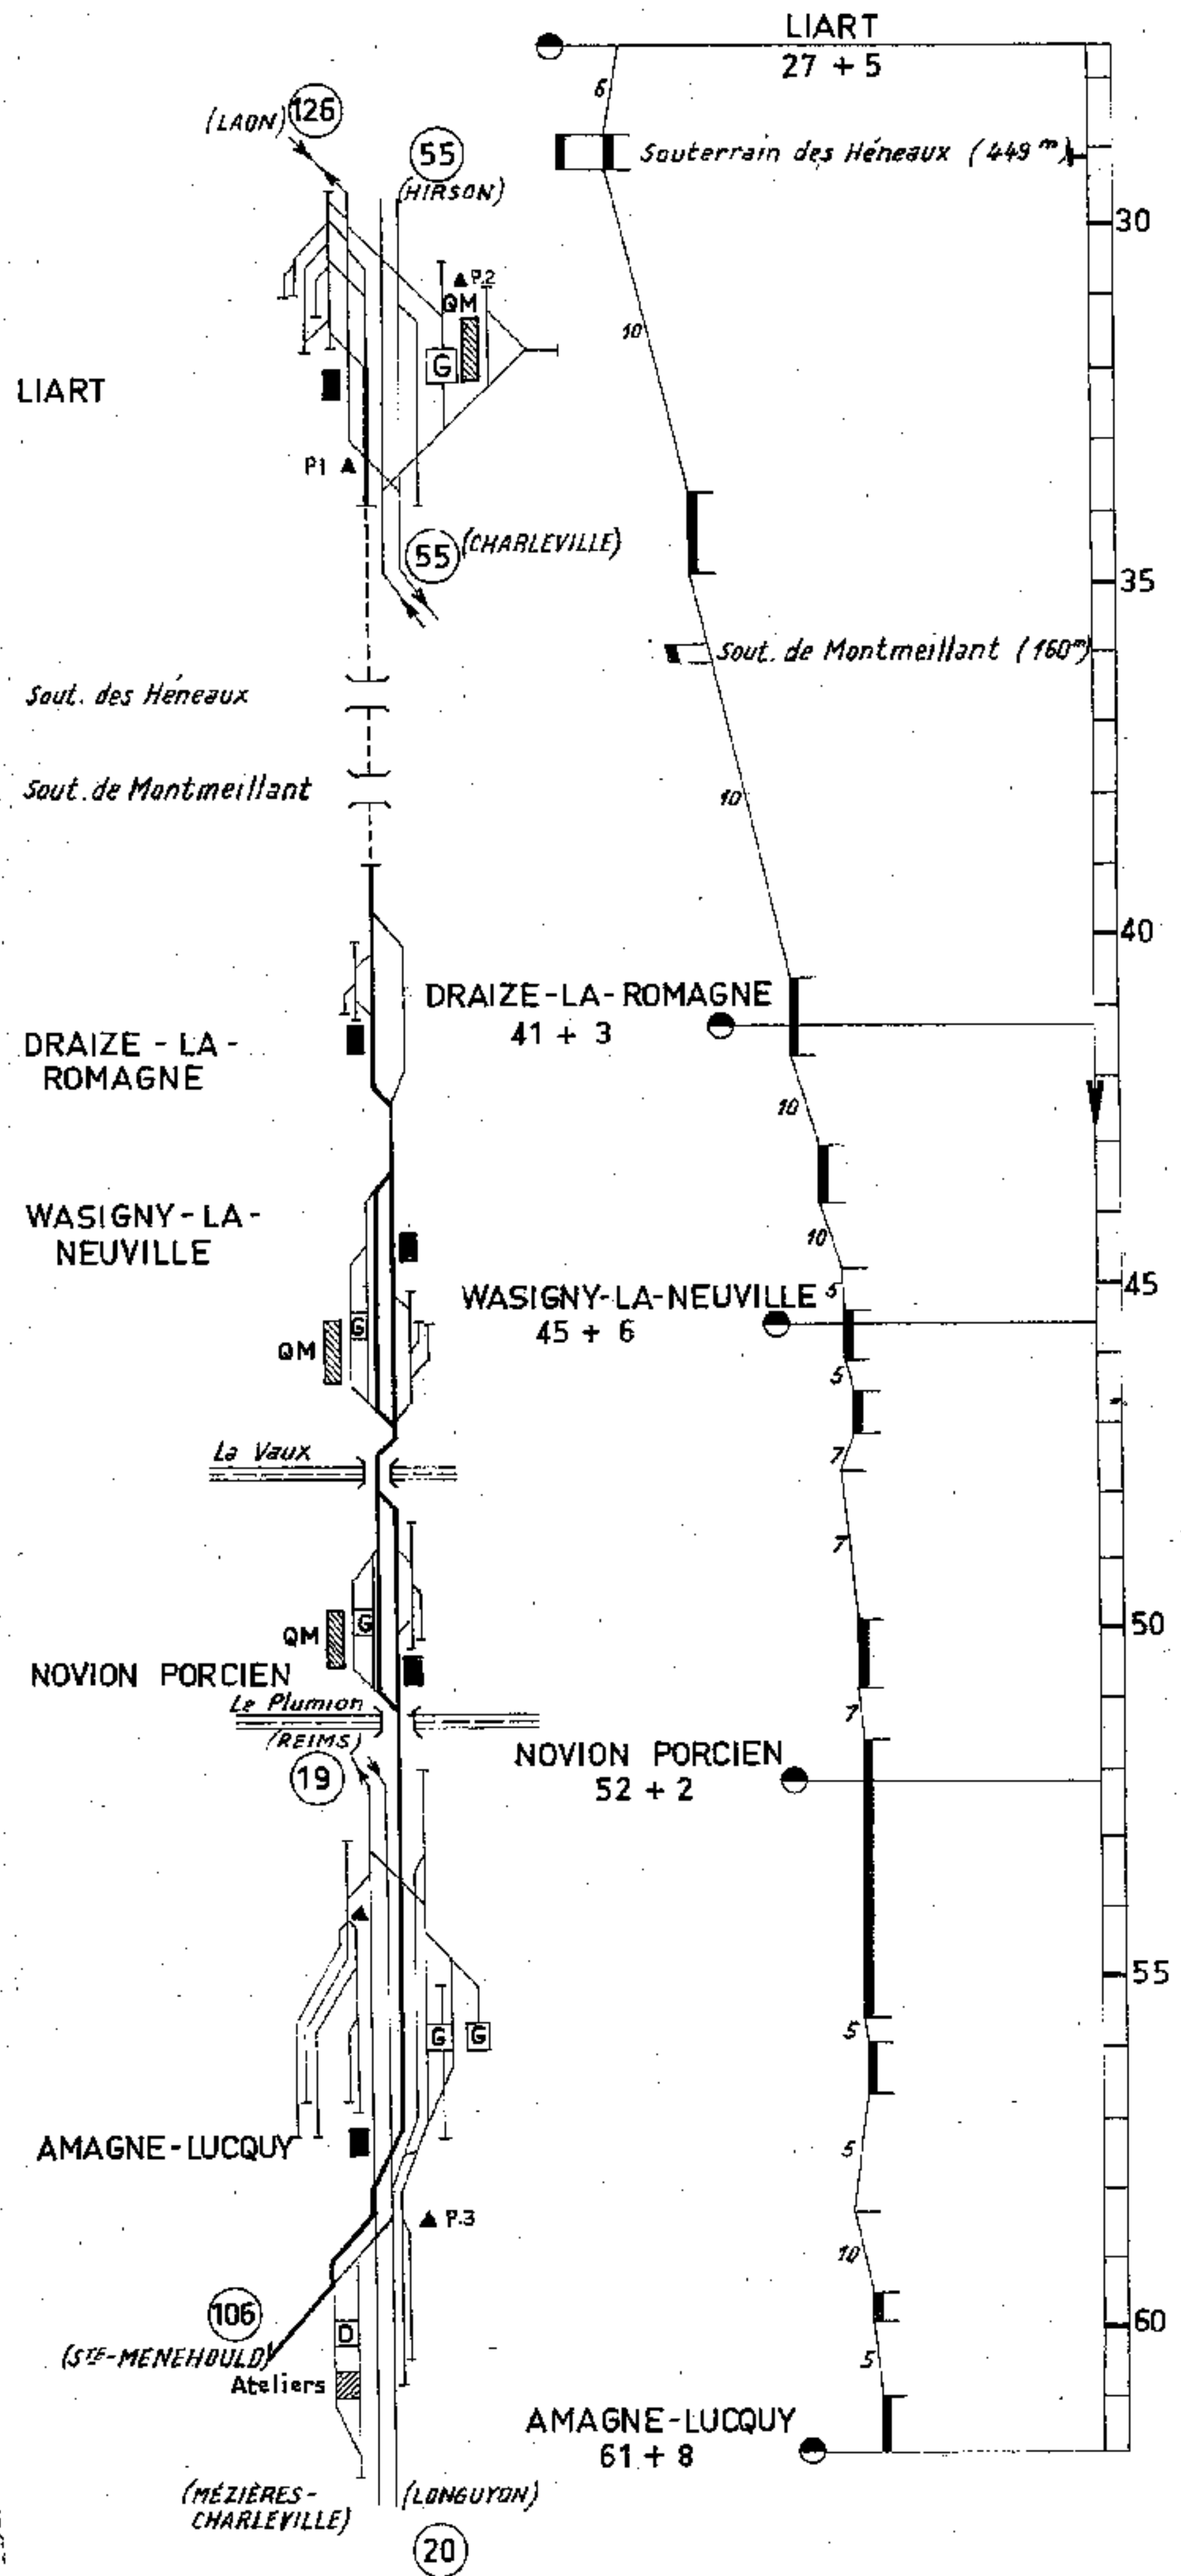 LIART
27 + 5
6
(LAON) 126
55
(HIRSON)
Souterrain des Héneaux (449 m)
30
P.2
QM
10
G
LIART
P1
55 (CHARLEVILLE)
35
Sout. de Montmeillant (160m)
Sout. des Héneaux
Sout. de Montmeillant
10
40
DRAIZE-LA-ROMAGNE
41 + 3
DRAIZE - LA -
ROMAGNE
10
WASIGNY - LA -
NEUVILLE
10
45
5
WASIGNY-LA-NEUVILLE
45 + 6
G
QM
5
La Vaux
7
7
50
G
QM
NOVION PORCIEN
Le Plumion
7
(REIMS)
19
NOVION PORCIEN
52 + 2
55
5
G
G
AMAGNE-LUCQUY
5
P.3
10
106
60
D
(STE-MENEHOULD)
Ateliers
5
AMAGNE-LUCQUY
61 + 8
(MÉZIÈRES-
CHARLEVILLE)
(LONGUYON)
20